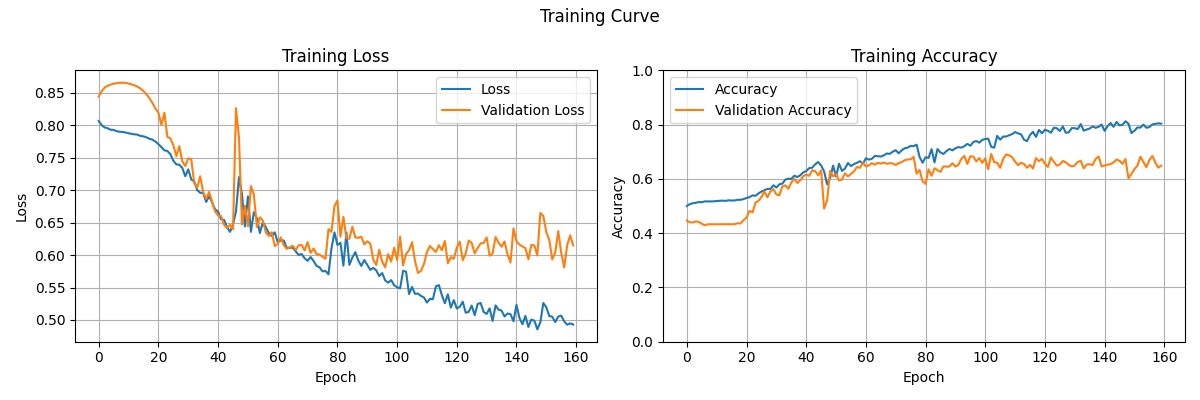 Training Curve
Training Loss
Loss
Validation Loss
0.85
0.80
0.75
0.70
0.65
0.60
0.55
0.50
Loss
0 20 40 60 80 100 120 140 160
Epoch
Training Accuracy
Accuracy
Validation Accuracy
1.0
0.8
0.6
0.4
0.2
0.0
Accuracy
0 20 40 60 80 100 120 140 160
Epoch